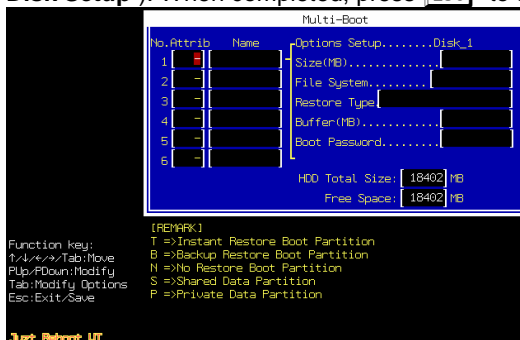 Disk Setup ). When completed, press
Multi-Boot
No.Attrib Name Options Setup........Disk_1
1 - Size(MB)..............
2 - File System.........
3 - Restore Type
4 - Buffer(MB).............
5 - Boot Password.........
6 -
HDD Total Size: 18402 MB
Free Space: 18402 MB
[REMARK]
T =>Instant Restore Boot Partition
B =>Backup Restore Boot Partition
N =>No Restore Boot Partition
S =>Shared Data Partition
P =>Private Data Partition
Function key:
↑/↓/←/→/Tab:Move
PUp/PDown:Modify
Tab:Modify Options
Esc:Exit/Save
Just Reboot